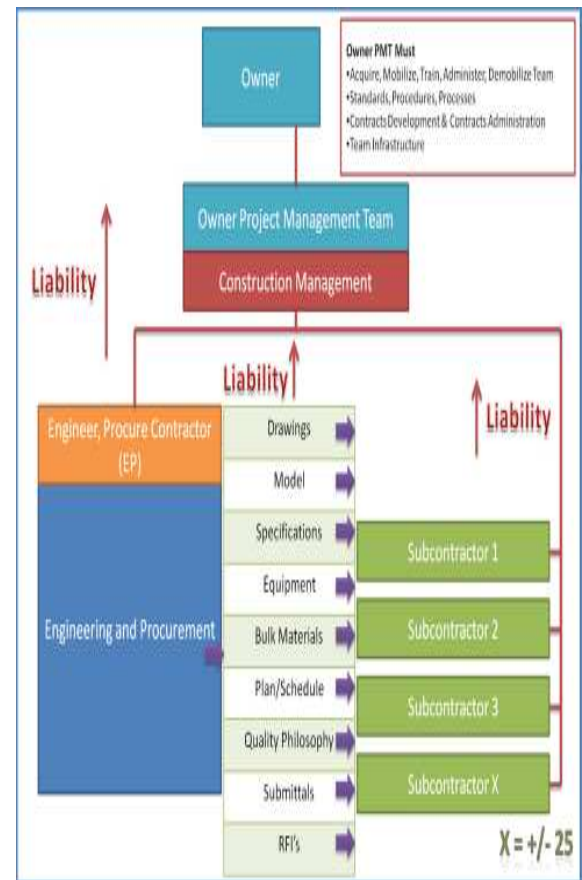 Owner
Owner PMT Must
•Acquire, Mobilize, Train, Administer, Demobilize Team
•Standards, Procedures, Processes
•Contracts Development & Contracts Administration
•Team Infrastructure
Owner Project Management Team
Construction Management
Liability
Liability
Liability
Engineer, Procure Contractor
(EP)
Engineering and Procurement
Drawings
Model
Specifications
Equipment
Bulk Materials
Plan/Schedule
Quality Philosophy
Submittals
RFI's
Subcontractor 1
Subcontractor 2
Subcontractor 3
Subcontractor X
X = +/- 25